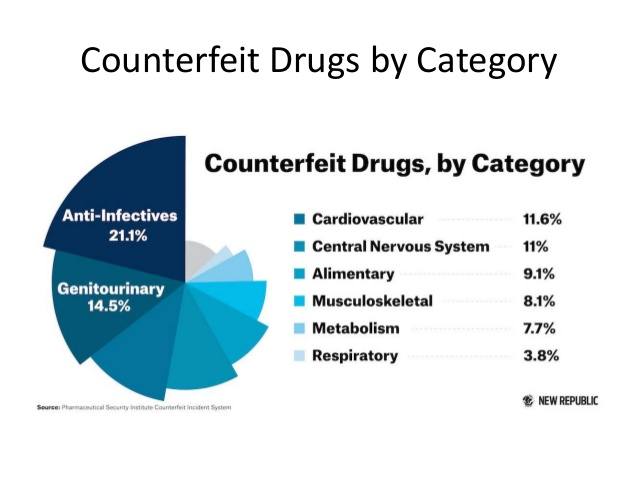 Counterfeit Drugs by Category
Counterfeit Drugs, by Category
Anti-Infectives
21.1%
Genitourinary
14.5%
Cardiovascular 11.6%
Central Nervous System 11%
Alimentary 9.1%
Musculoskeletal 8.1%
Metabolism 7.7%
Respiratory 3.8%
Source: Pharmaceutical Security Institute Counterfeit Incident System
NEW REPUBLIC